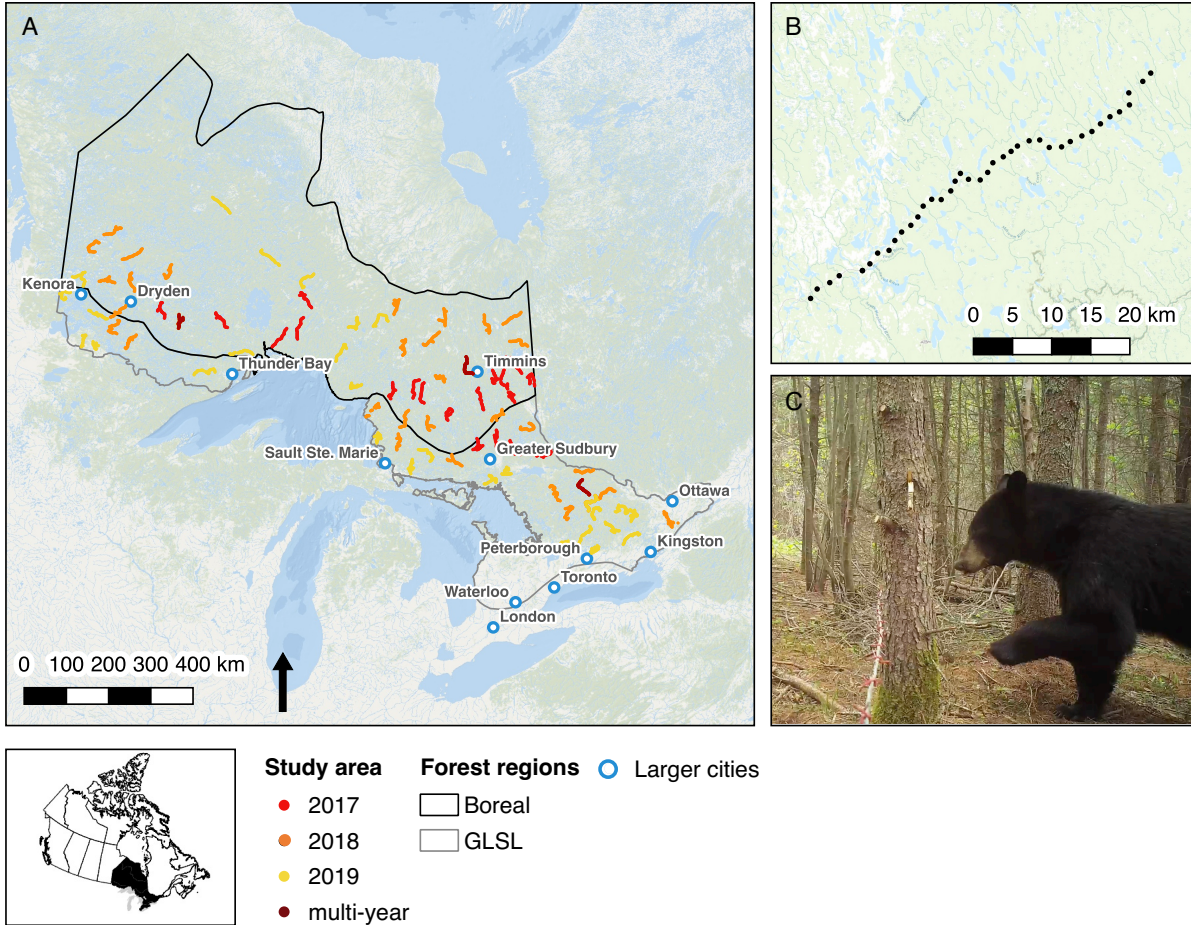 A
Kenora
Dryden
Thunder Bay
Timmins
Sault Ste. Marie
Greater Sudbury
Ottawa
Peterborough
Kingston
Toronto
Waterloo
London
0 100 200 300 400 km
B
0 5 10 15 20 km
C
Study area
2017
2018
2019
multi-year
Forest regions
Boreal
GLSL
Larger cities